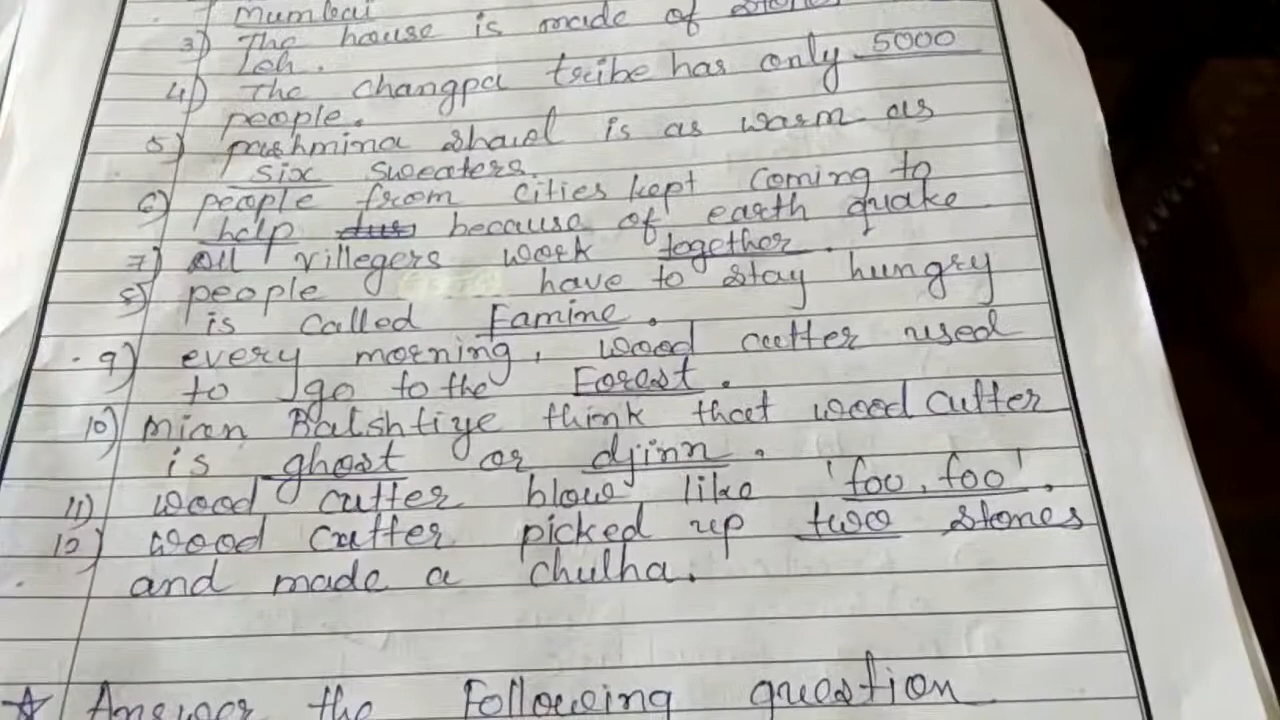 Mumbai
3) The house is made of stone
Leh.
4) The changpa tribe has only 5000
people.
5) pashmina shawl is as warm as
six sweaters.
6) people from cities kept coming to
help because of earth quake
7) all villegers work together.
8) people have to stay hungry
is called Famine.
9) every morning, wood cutter used
to go to the Forest.
10) mian Balishtiye think that wood cutter
is ghost or djinn.
11) wood cutter blow like 'foo, foo'.
12) wood cutter picked up two stones
and made a chulha.
☆ Answer the Following question